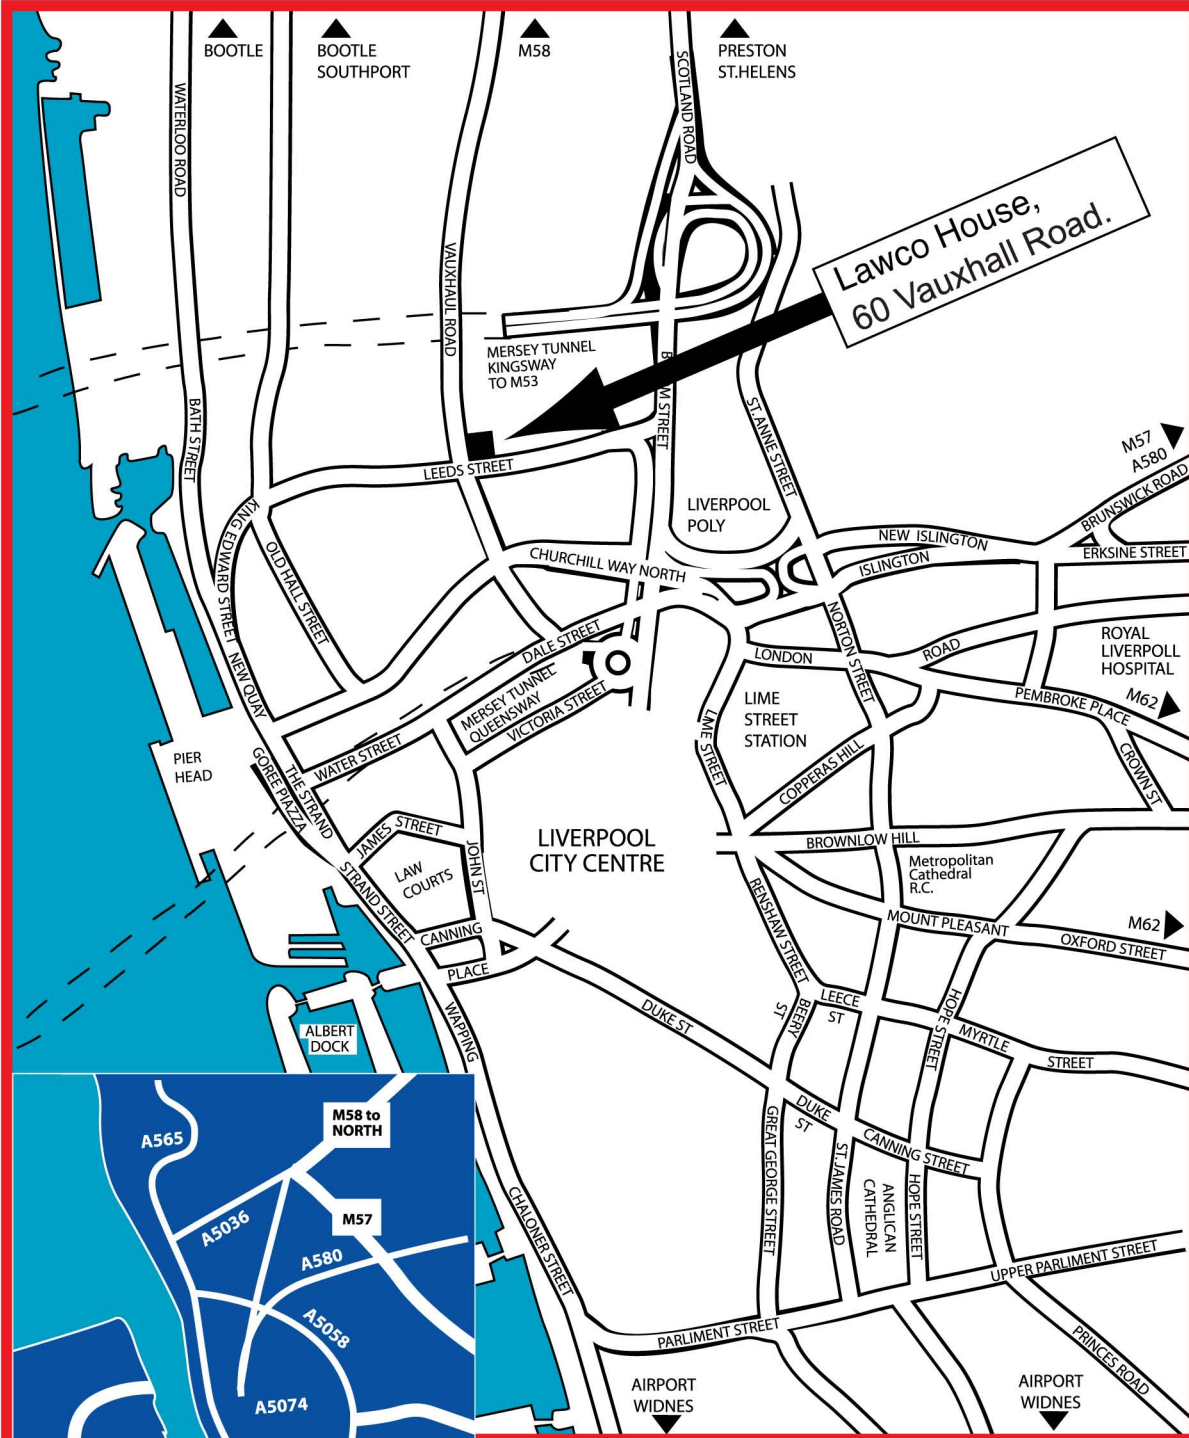 BOOTLE
BOOTLE
SOUTHPORT
M58
PRESTON
ST.HELENS
WATERLOO ROAD
SCOTLAND ROAD
VAUXHAUL ROAD
Lawco House,
60 Vauxhall Road.
MERSEY TUNNEL
KINGSWAY
TO M53
BATH STREET
M STREET
ST. ANNE STREET
M57
A580
BRUNSWICK ROAD
LEEDS STREET
LIVERPOOL
POLY
KING EDWARD STREET
OLD HALL STREET
CHURCHILL WAY NORTH
NEW ISLINGTON
ISLINGTON
ERKSINE STREET
NORTON STREET
DALE STREET
LONDON
ROAD
ROYAL
LIVERPOLL
HOSPITAL
NEW QUAY
MERSEY TUNNEL
QUEENSWAY
VICTORIA STREET
LIME STREET
LIME
STREET
STATION
PEMBROKE PLACE
M62
CROWN ST
PIER
HEAD
GOREE PIAZZA
THE STRAND
WATER STREET
COPPERAS HILL
JAMES STREET
LIVERPOOL
CITY CENTRE
BROWNLOW HILL
Metropolitan
Cathedral
R.C.
LAW
COURTS
JOHN ST
STRAND STREET
RENSHAW STREET
MOUNT PLEASANT
M62
OXFORD STREET
CANNING
PLACE
ALBERT
DOCK
WAPPING
DUKE ST
BEERY
ST
LEECE
ST
HOPE STREET
MYRTLE
STREET
DUKE
ST
CANNING STREET
GREAT GEORGE STREET
ST. JAMES ROAD
ANGLICAN
CATHEDRAL
HOPE STREET
CHALONER STREET
UPPER PARLIMENT STREET
PARLIMENT STREET
PRINCES ROAD
AIRPORT
WIDNES
AIRPORT
WIDNES
M58 to
NORTH
A565
A5036
M57
A580
A5058
A5074